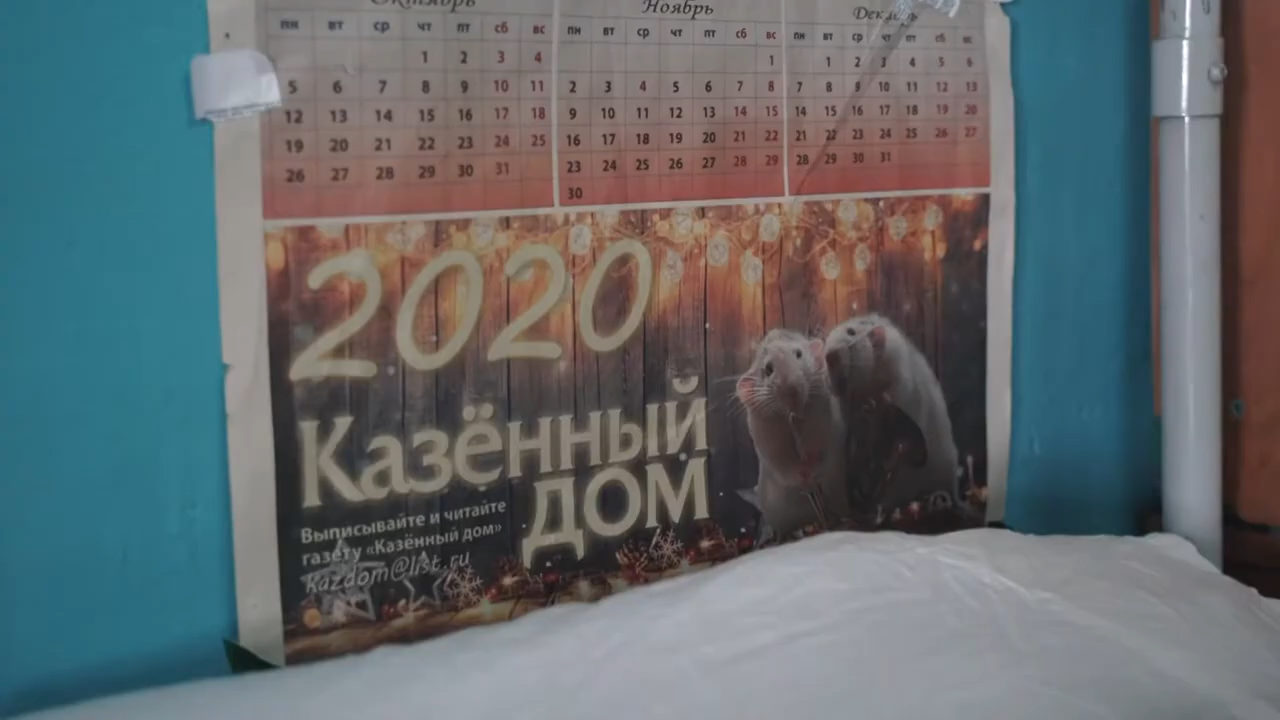 Октябрь Ноябрь Декабрь
пн вт ср чт пт сб вс пн вт ср чт пт сб вс пн вт ср чт пт сб вс
1 2 3 4 1 1 2 3 4 5 6
5 6 7 8 9 10 11 2 3 4 5 6 7 8 7 8 9 10 11 12 13
12 13 14 15 16 17 18 9 10 11 12 13 14 15 14 15 16 17 18 19 20
19 20 21 22 23 24 25 16 17 18 19 20 21 22 21 22 23 24 25 26 27
26 27 28 29 30 31 23 24 25 26 27 28 29 28 29 30 31
30
2020
Казённый
дом
Выписывайте и читайте
газету «Казённый дом»
kazdom@list.ru